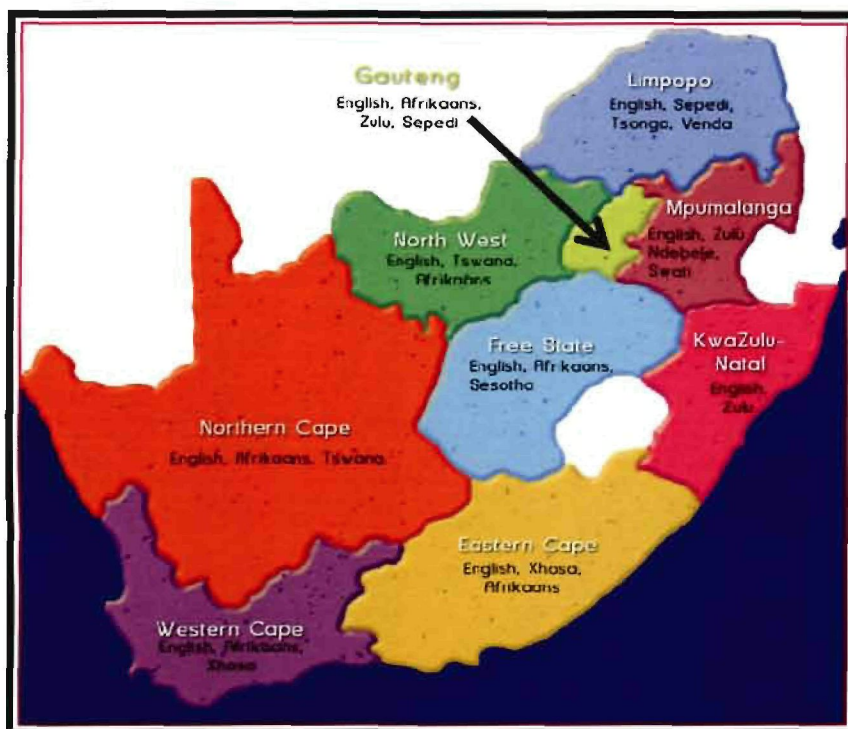 Gauteng
English, Afrikaans,
Zulu, Sepedi
Limpopo
English, Sepedi,
Tsonga, Venda
Mpumalanga
English, Zulu
Ndebele,
Swati
North West
English, Tswana,
Afrikaans
Free State
English, Afrikaans,
Sesotho
KwaZulu-
Natal
English,
Zulu
Northern Cape
English, Afrikaans, Tswana
Eastern Cape
English, Xhosa,
Afrikaans
Western Cape
English, Afrikaans,
Xhosa